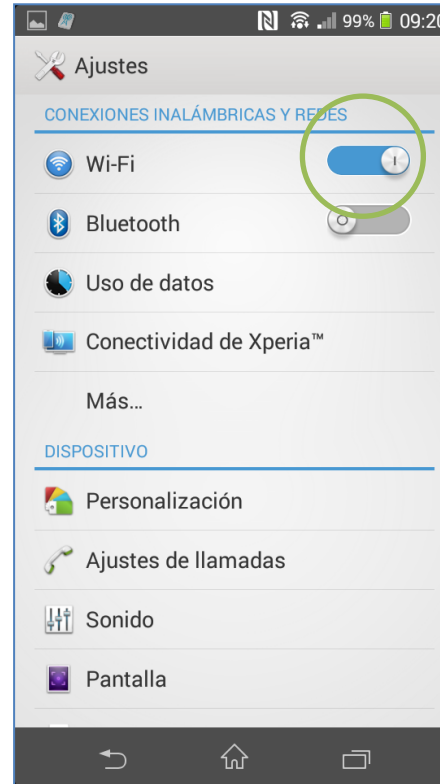 99% 09:20
Ajustes
CONEXIONES INALÁMBRICAS Y REDES
Wi-Fi
Bluetooth
Uso de datos
Conectividad de Xperia™
Más...
DISPOSITIVO
Personalización
Ajustes de llamadas
Sonido
Pantalla